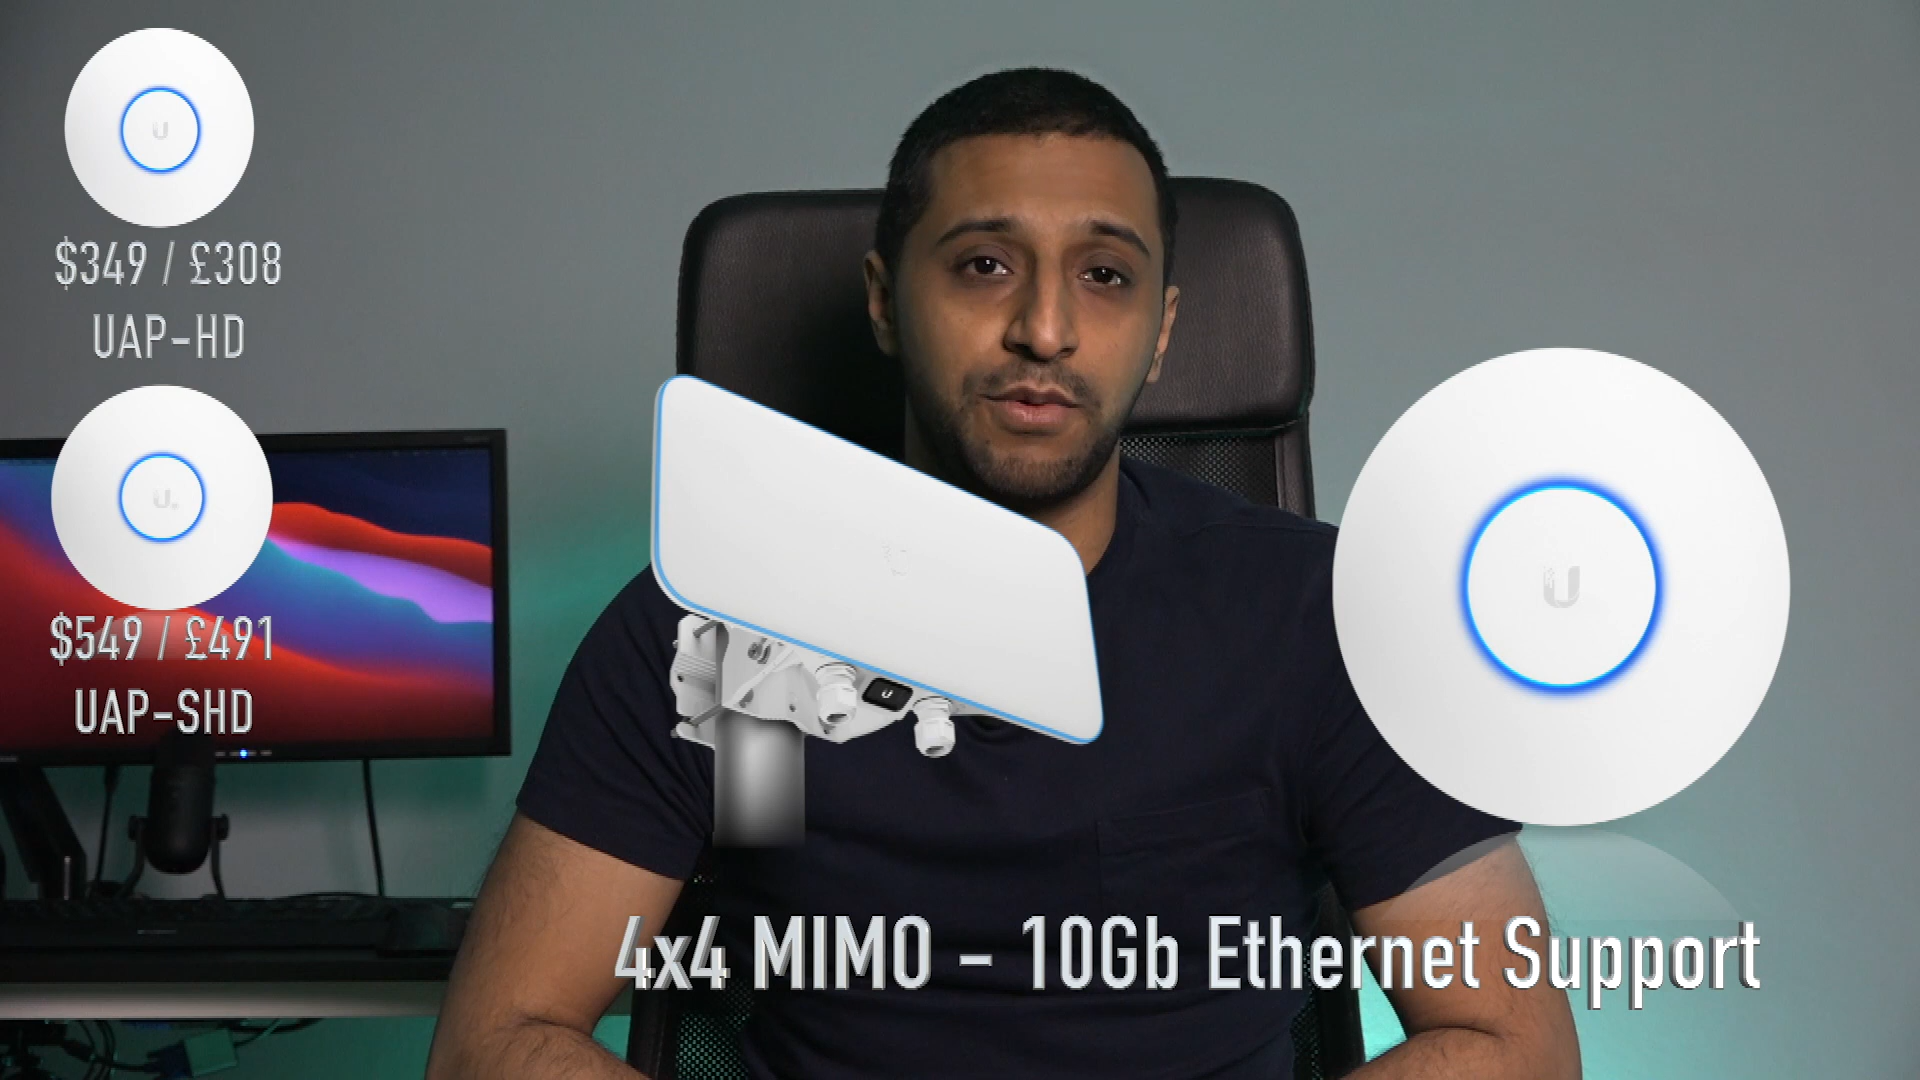 $349 / £308
UAP-HD
$549 / £491
UAP-SHD
4x4 MIMO - 10Gb Ethernet Support